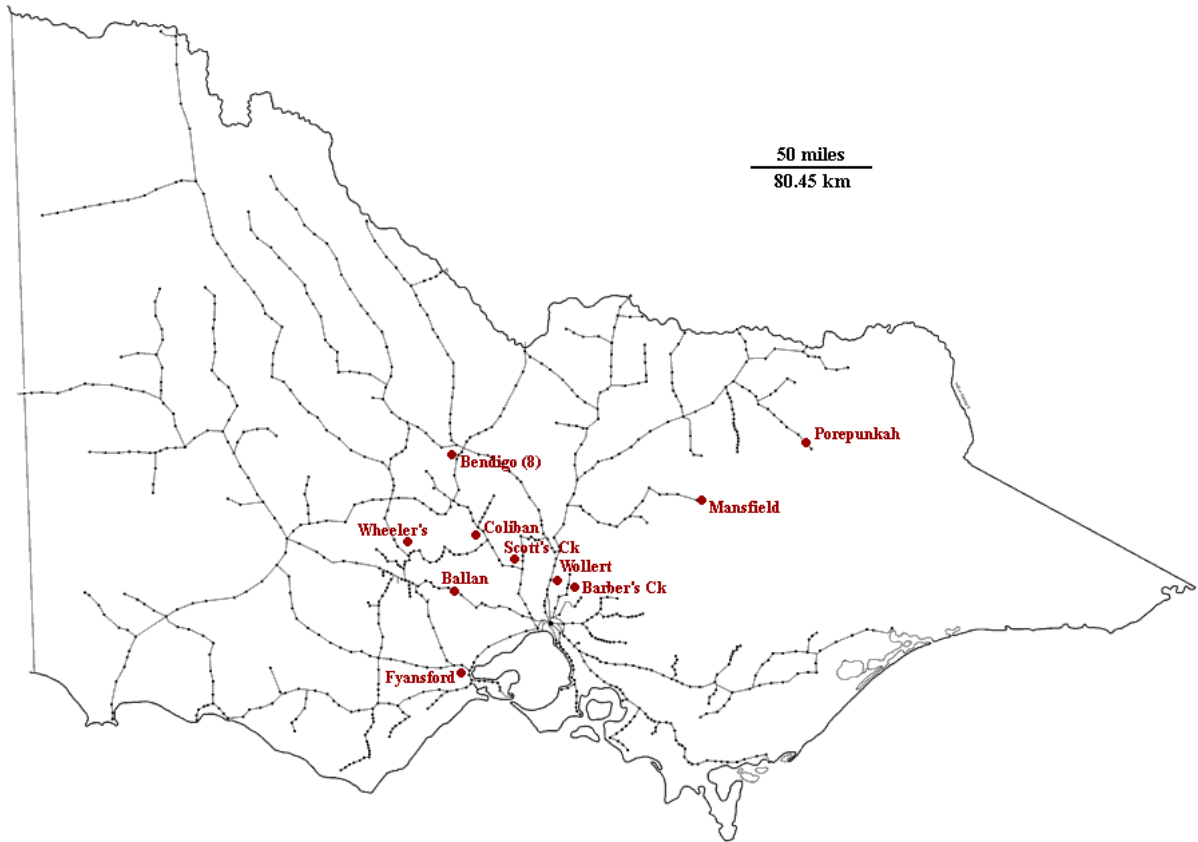 50 miles
80.45 km
Porepunkah
Bendigo (8)
Mansfield
Wheeler's
Coliban
Scott's Ck
Wollert
Ballan
Barber's Ck
Fyansford